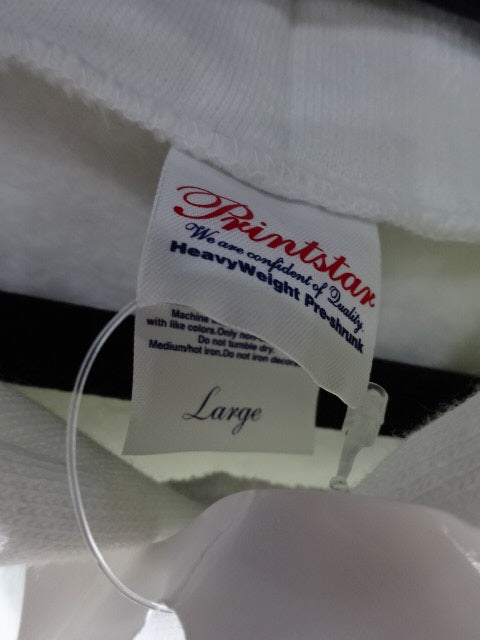 Printstar
We are confident of Quality.
HeavyWeight Pre-shrunk
Machine
with like colors.Only non-
Do not tumble dry.
Medium/hot iron.Do not iron
Large